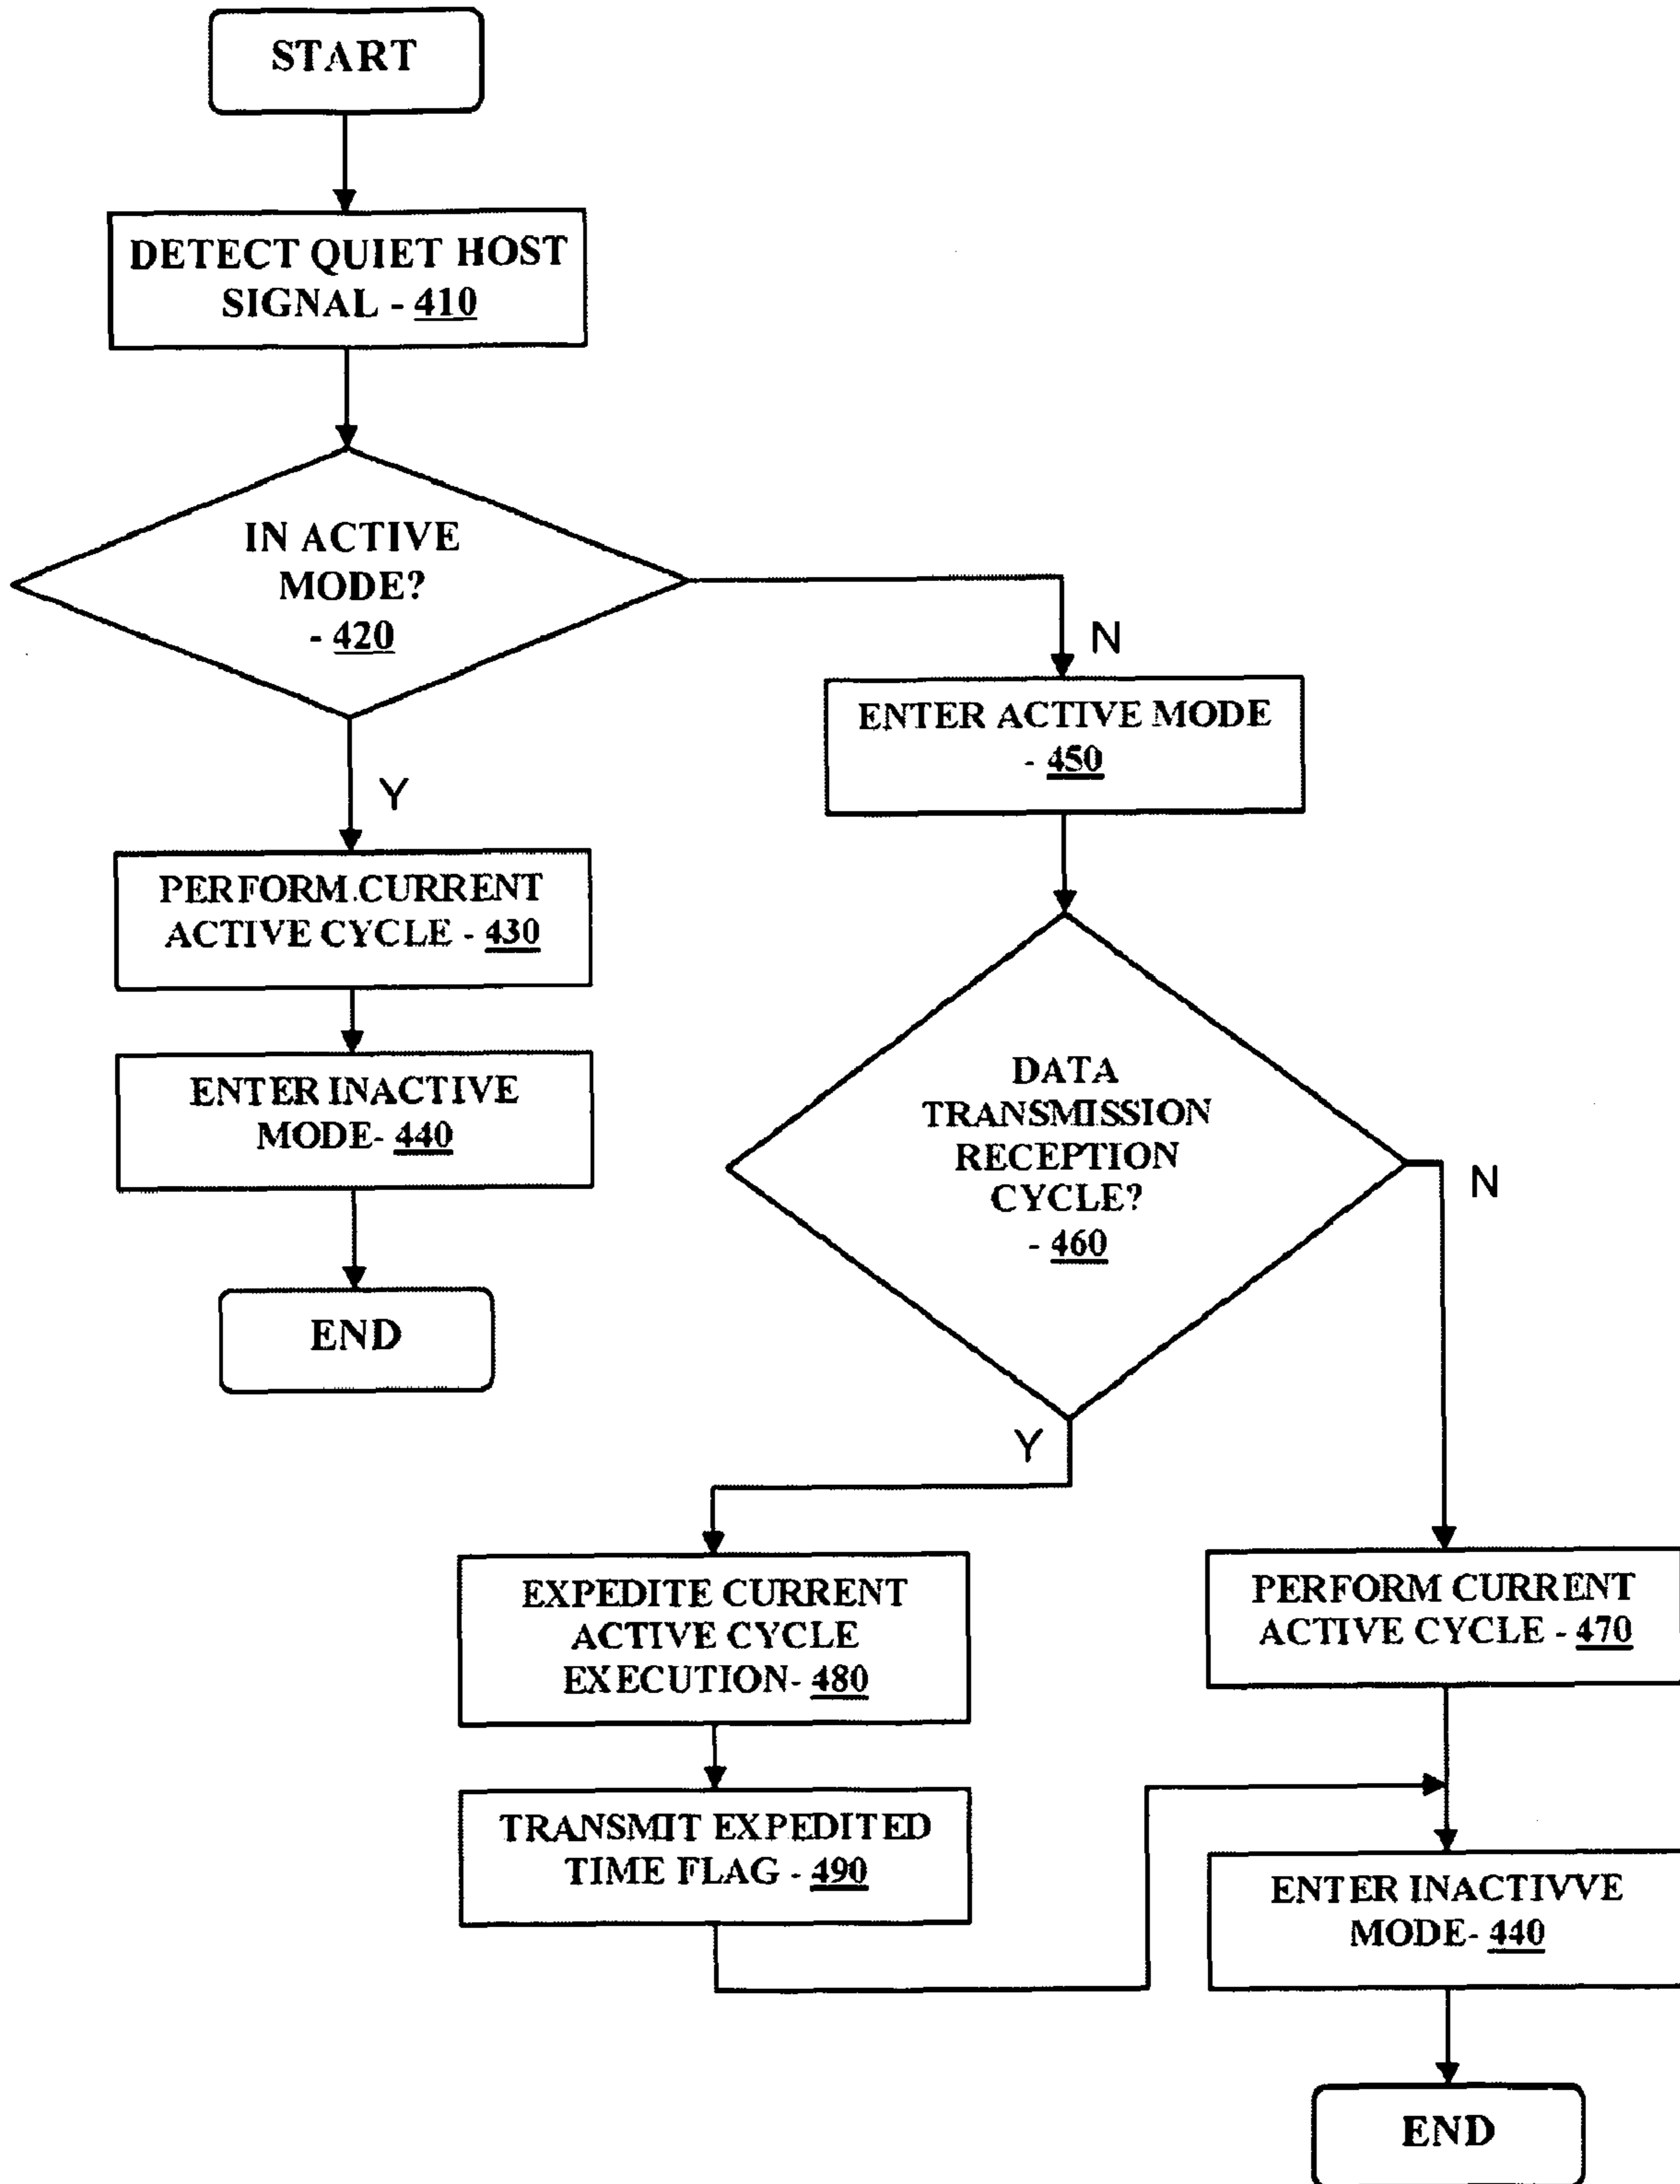 START
DETECT QUIET HOST
SIGNAL - 410
IN ACTIVE
MODE?
- 420
Y
N
PERFORM CURRENT
ACTIVE CYCLE - 430
ENTER INACTIVE
MODE- 440
END
ENTER ACTIVE MODE
- 450
DATA
TRANSMISSION
RECEPTION
CYCLE?
- 460
Y
N
EXPEDITE CURRENT
ACTIVE CYCLE
EXECUTION- 480
TRANSMIT EXPEDITED
TIME FLAG - 490
PERFORM CURRENT
ACTIVE CYCLE - 470
ENTER INACTIVVE
MODE- 440
END